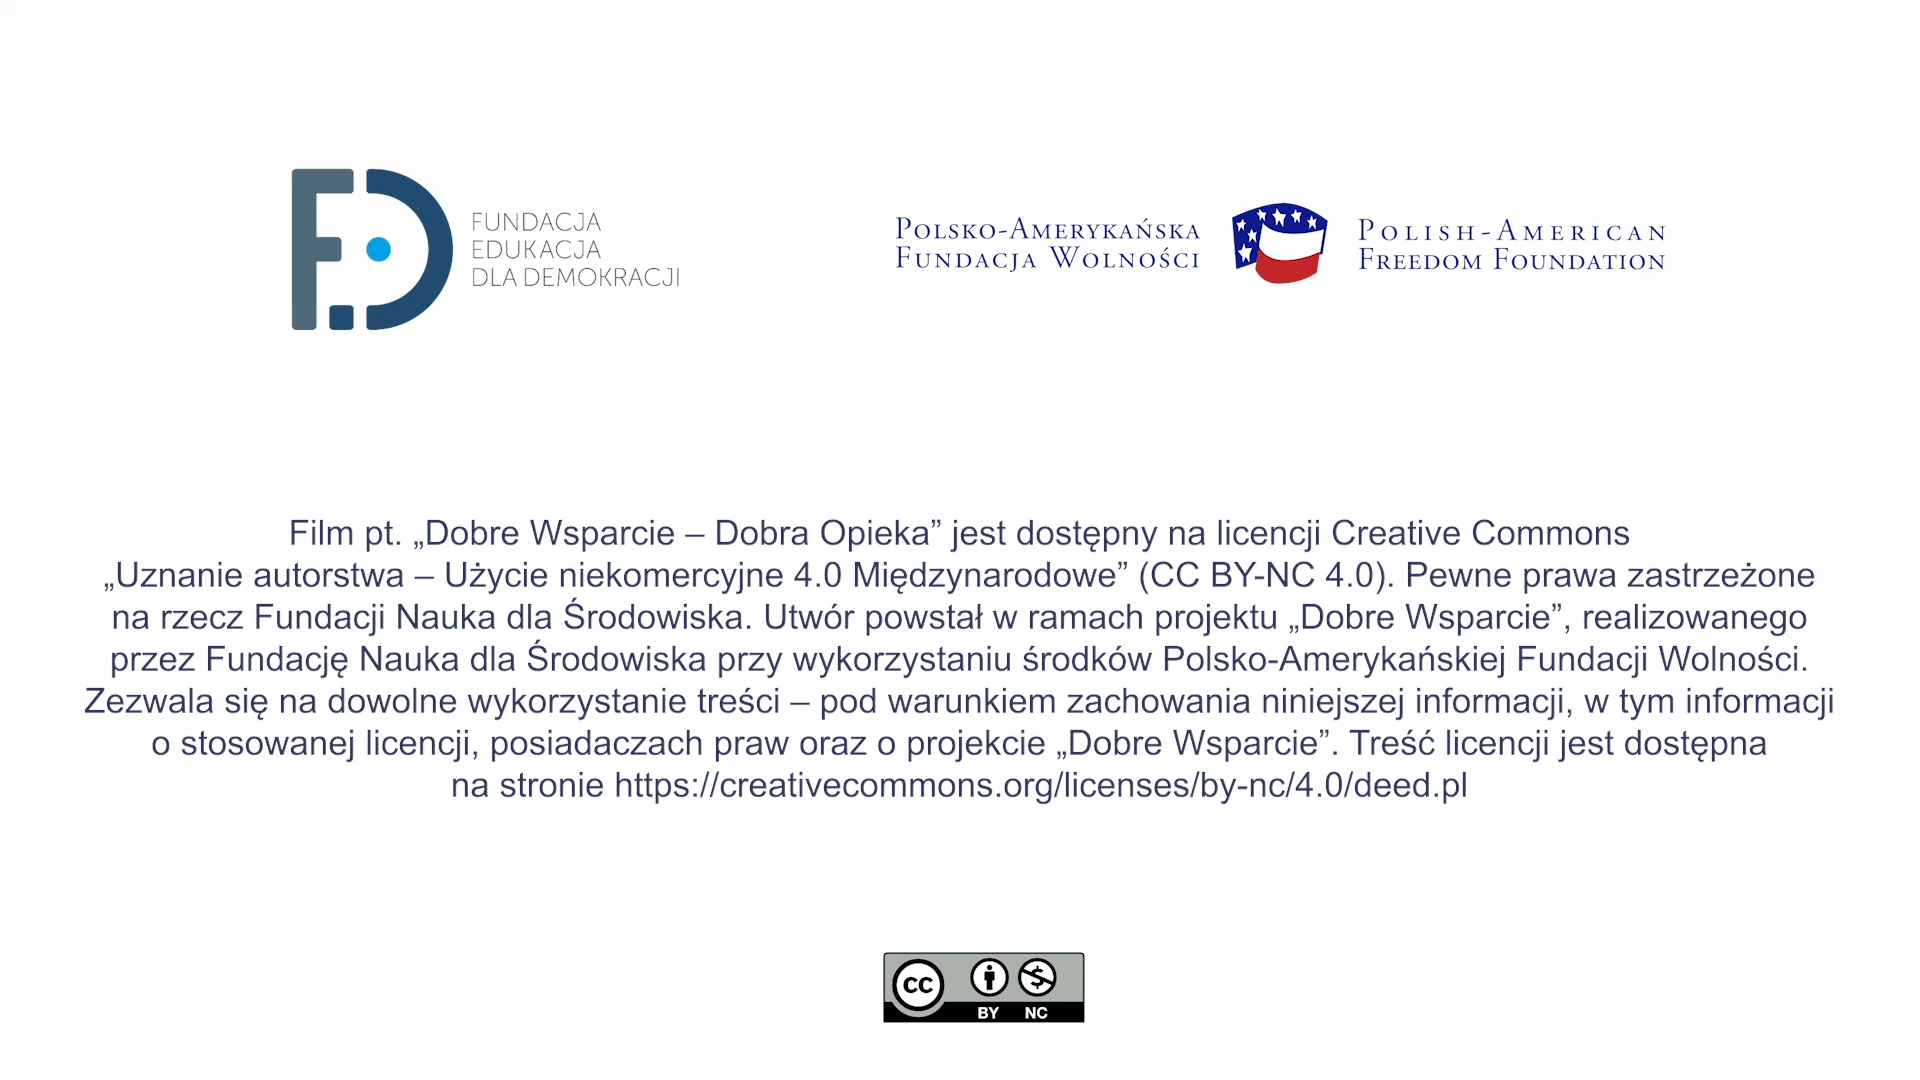 FUNDACJA
EDUKACJA
DLA DEMOKRACJI
POLSKO-AMERYKAŃSKA
FUNDACJA WOLNOŚCI
POLISH-AMERICAN
FREEDOM FOUNDATION
Film pt. „Dobre Wsparcie – Dobra Opieka” jest dostępny na licencji Creative Commons
„Uznanie autorstwa – Użycie niekomercyjne 4.0 Międzynarodowe” (CC BY-NC 4.0). Pewne prawa zastrzeżone
na rzecz Fundacji Nauka dla Środowiska. Utwór powstał w ramach projektu „Dobre Wsparcie”, realizowanego
przez Fundację Nauka dla Środowiska przy wykorzystaniu środków Polsko-Amerykańskiej Fundacji Wolności.
Zezwala się na dowolne wykorzystanie treści – pod warunkiem zachowania niniejszej informacji, w tym informacji
o stosowanej licencji, posiadaczach praw oraz o projekcie „Dobre Wsparcie”. Treść licencji jest dostępna
na stronie https://creativecommons.org/licenses/by-nc/4.0/deed.pl
CC
BY NC